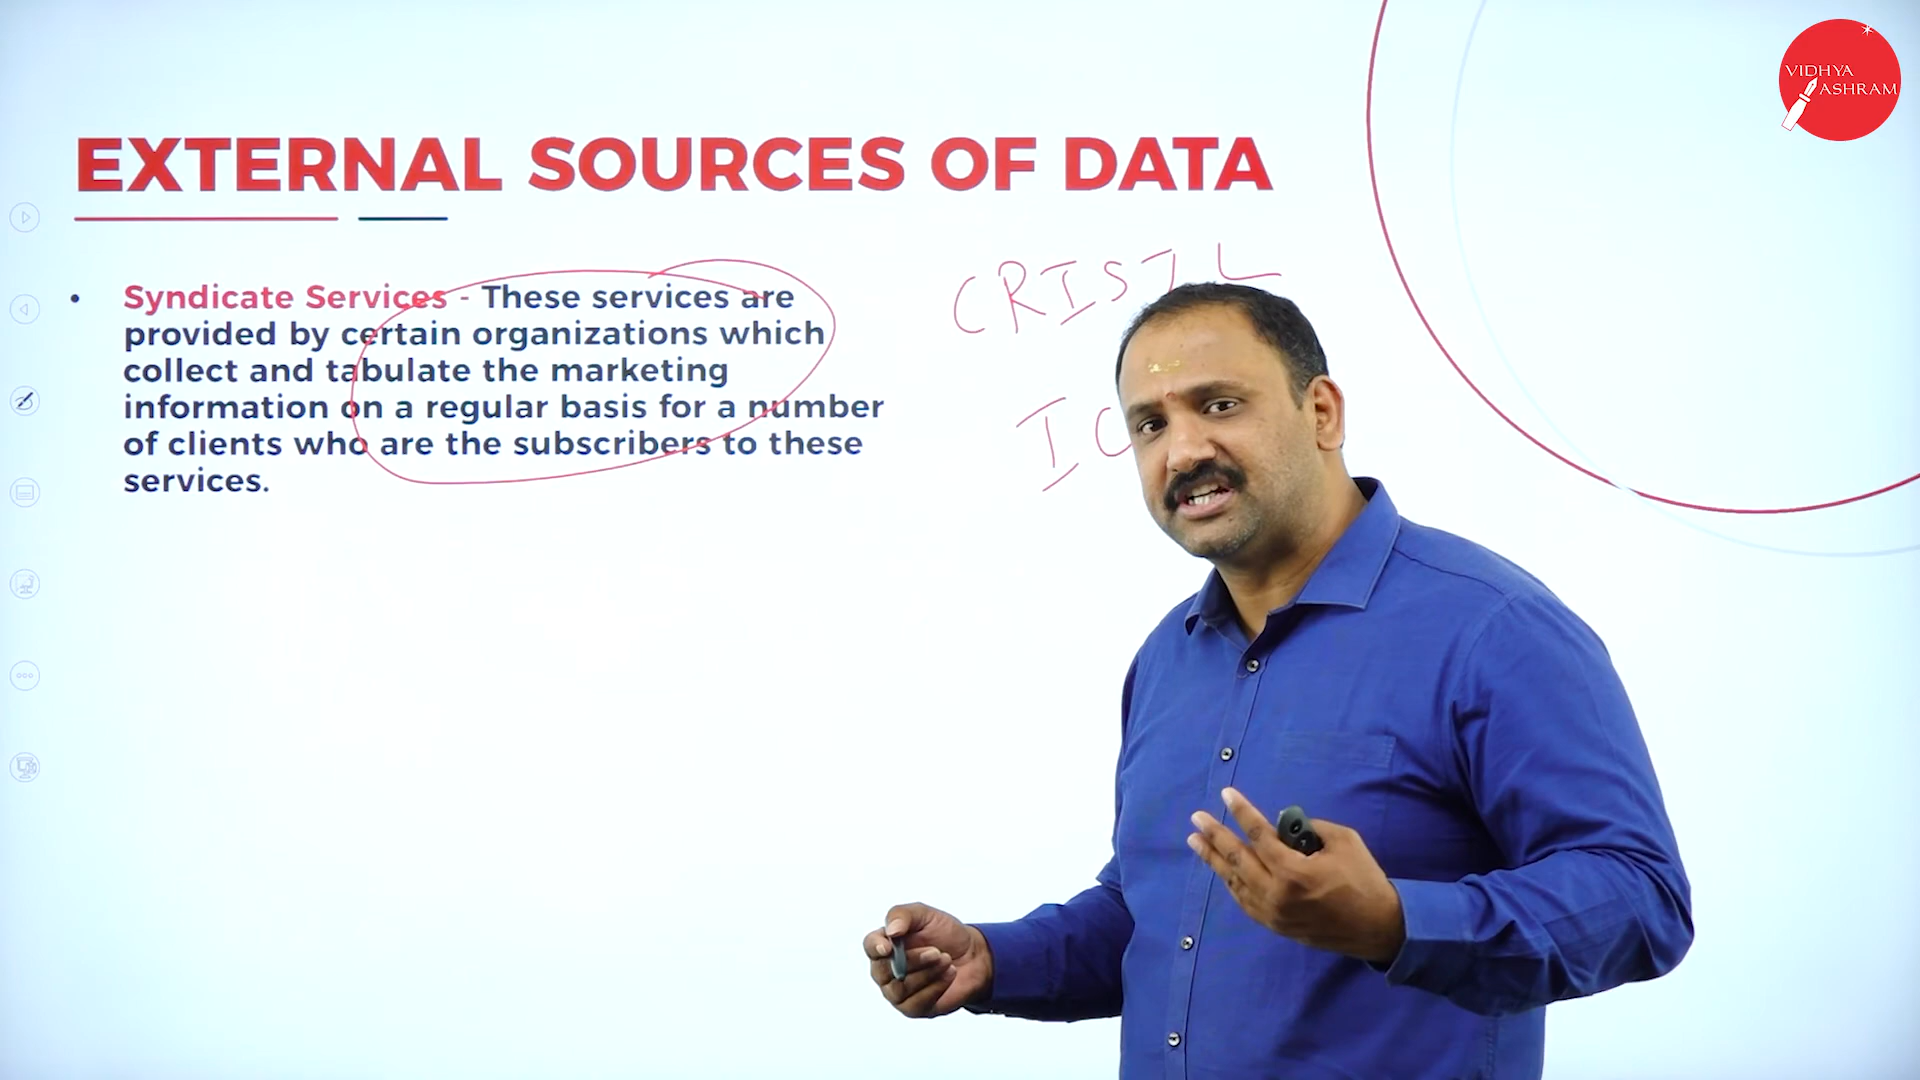 VIDHYA
ASHRAM
EXTERNAL SOURCES OF DATA
• Syndicate Services - These services are
provided by certain organizations which
collect and tabulate the marketing
information on a regular basis for a number
of clients who are the subscribers to these
services.
CRISIL